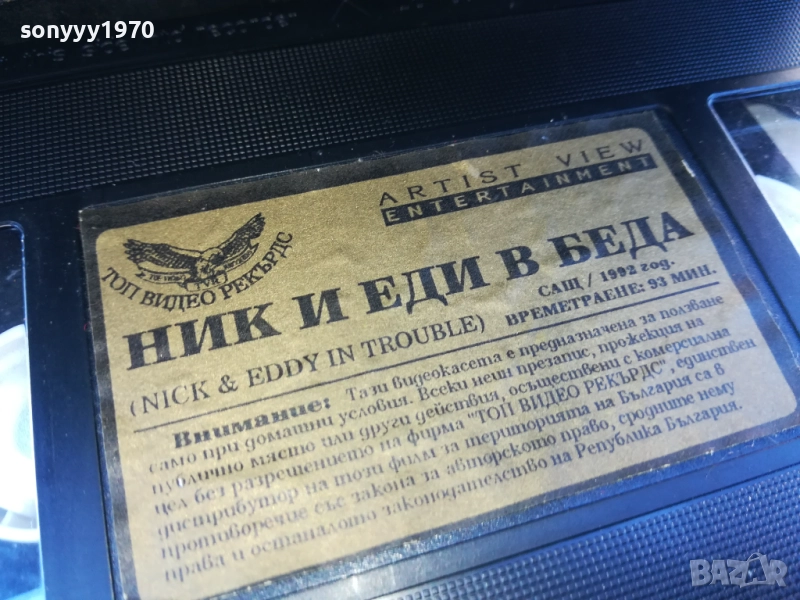 sonyyy1970
ARTIST VIEW
ENTERTAINMENT
ТОП ВИДЕО РЕКЪРДС
НИК И ЕДИ В БЕДА
(NICK & EDDY IN TROUBLE)
САЩ / 1992 год.
ВРЕМЕТРАЕНЕ: 93 МИН.
Внимание: Тази видеокасета е предназначена за ползване
само при домашни условия. Всеки неин презапис, прожекция на
публично място или други действия, осъществени с комерсиална
цел без разрешението на фирма "ТОП ВИДЕО РЕКЪРДС", единствен
дистрибутор на този филм за територията на България са в
противоречие със закона за авторското право, сродните нему
права и останалото законодателство на Република България.
BAZAR